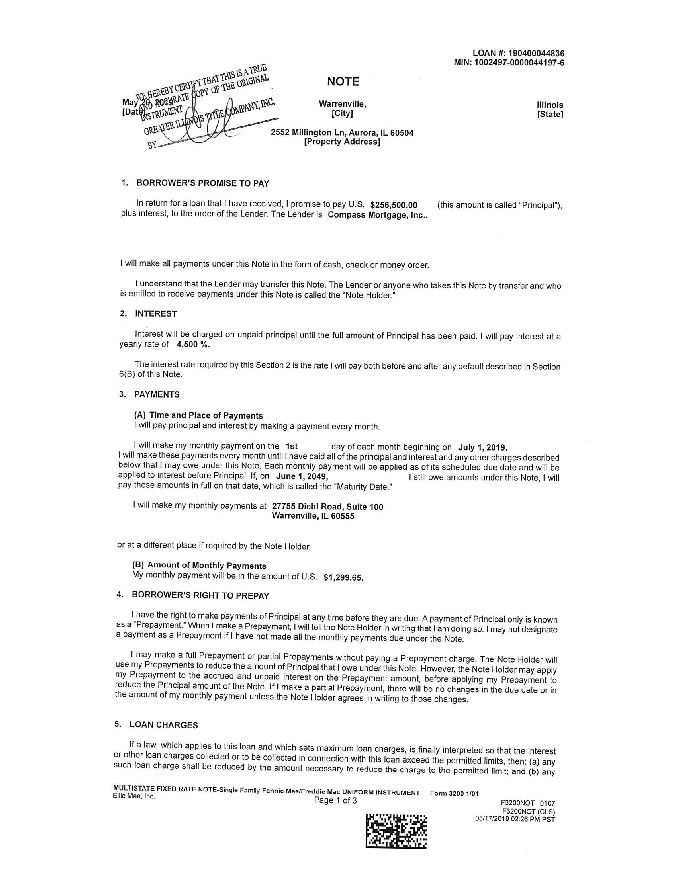 LOAN #: 190400044836
MIN: 1002497-0000044197-6
WE HEREBY CERTIFY THAT THIS IS A TRUE
AND ACCURATE COPY OF THE ORIGINAL
INSTRUMENT
GREATER ILLINOIS TITLE COMPANY, INC.
BY
NOTE
May 20, 2019
[Date]
Warrenville,
[City]
Illinois
[State]
2552 Millington Ln, Aurora, IL 60504
[Property Address]
1. BORROWER'S PROMISE TO PAY
In return for a loan that I have received, I promise to pay U.S. $256,500.00 (this amount is called "Principal"),
plus interest, to the order of the Lender. The Lender is Compass Mortgage, Inc..
I will make all payments under this Note in the form of cash, check or money order.
I understand that the Lender may transfer this Note. The Lender or anyone who takes this Note by transfer and who
is entitled to receive payments under this Note is called the "Note Holder."
2. INTEREST
Interest will be charged on unpaid principal until the full amount of Principal has been paid. I will pay interest at a
yearly rate of 4.500 %.
The interest rate required by this Section 2 is the rate I will pay both before and after any default described in Section
6(B) of this Note.
3. PAYMENTS
(A) Time and Place of Payments
I will pay principal and interest by making a payment every month.
I will make my monthly payment on the 1st day of each month beginning on July 1, 2019.
I will make these payments every month until I have paid all of the principal and interest and any other charges described
below that I may owe under this Note. Each monthly payment will be applied as of its scheduled due date and will be
applied to interest before Principal. If, on June 1, 2049, I still owe amounts under this Note, I will
pay those amounts in full on that date, which is called the "Maturity Date."
I will make my monthly payments at 27755 Diehl Road, Suite 100
Warrenville, IL 60555
or at a different place if required by the Note Holder.
(B) Amount of Monthly Payments
My monthly payment will be in the amount of U.S. $1,299.65.
4. BORROWER'S RIGHT TO PREPAY
I have the right to make payments of Principal at any time before they are due. A payment of Principal only is known
as a "Prepayment." When I make a Prepayment, I will tell the Note Holder in writing that I am doing so. I may not designate
a payment as a Prepayment if I have not made all the monthly payments due under the Note.
I may make a full Prepayment or partial Prepayments without paying a Prepayment charge. The Note Holder will
use my Prepayments to reduce the amount of Principal that I owe under this Note. However, the Note Holder may apply
my Prepayment to the accrued and unpaid interest on the Prepayment amount, before applying my Prepayment to
reduce the Principal amount of the Note. If I make a partial Prepayment, there will be no changes in the due date or in
the amount of my monthly payment unless the Note Holder agrees in writing to those changes.
5. LOAN CHARGES
If a law, which applies to this loan and which sets maximum loan charges, is finally interpreted so that the interest
or other loan charges collected or to be collected in connection with this loan exceed the permitted limits, then: (a) any
such loan charge shall be reduced by the amount necessary to reduce the charge to the permitted limit; and (b) any
MULTISTATE FIXED RATE NOTE-Single Family-Fannie Mae/Freddie Mac UNIFORM INSTRUMENT Form 3200 1/01
Ellie Mae, Inc.
Page 1 of 3
F3200NOT 0107
F3200NOT (CLS)
05/17/2019 02:26 PM PST